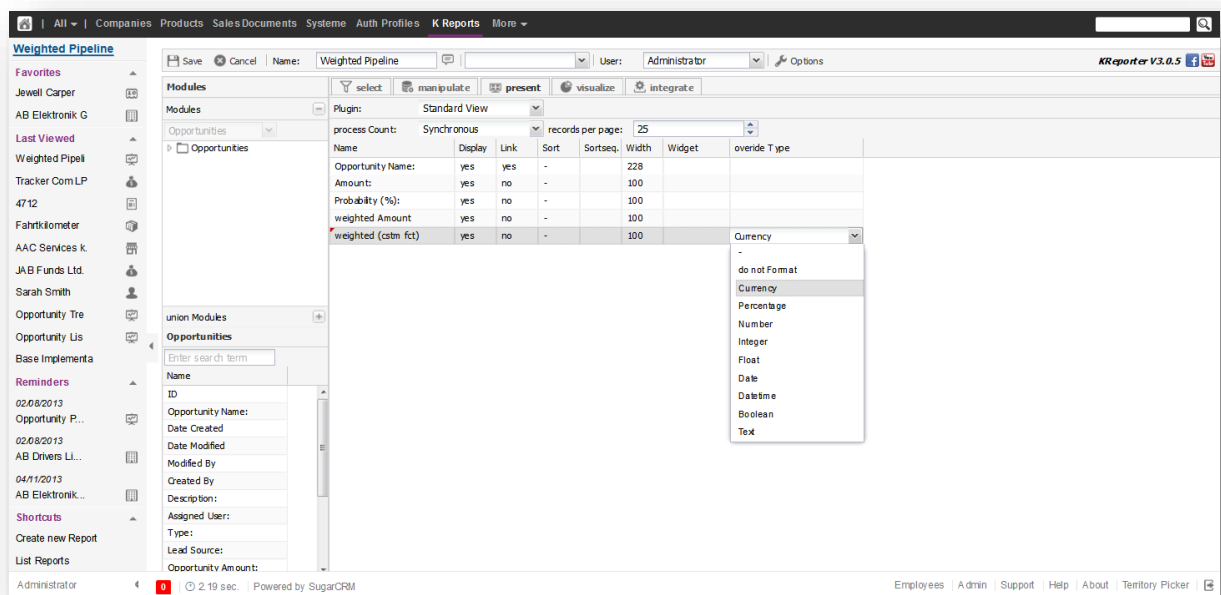 | All | Companies Products Sales Documents Systeme Auth Profiles K Reports More
Weighted Pipeline
Save Cancel Name: Weighted Pipeline User: Administrator Options KReporter V3.0.5
Favorites
Jewell Carper
AB Elektronik G
Last Viewed
Weighted Pipeli
Tracker Com LP
4712
Fahrtkilometer
AAC Services k.
JAB Funds Ltd.
Sarah Smith
Opportunity Tre
Opportunity Lis
Base Implementa
Reminders
02/08/2013
Opportunity P...
02/08/2013
AB Drivers Li...
04/11/2013
AB Elektronik...
Shortcuts
Create new Report
List Reports
Modules
Modules
Opportunities
Opportunities
union Modules
Opportunities
Enter search term
Name
ID
Opportunity Name:
Date Created
Date Modified
Modified By
Created By
Description:
Assigned User:
Type:
Lead Source:
Opportunity Amount:
select manipulate present visualize integrate
Plugin: Standard View
process Count: Synchronous records per page: 25
Name Display Link Sort Sortseq. Width Widget overide Type
Opportunity Name: yes yes - 228
Amount: yes no - 100
Probability (%): yes no - 100
weighted Amount yes no - 100
weighted (cstm fct) yes no - 100 Currency
-
do not Format
Currency
Percentage
Number
Integer
Float
Date
Datetime
Boolean
Text
Administrator 0 2.19 sec. Powered by SugarCRM Employees Admin Support Help About Territory Picker